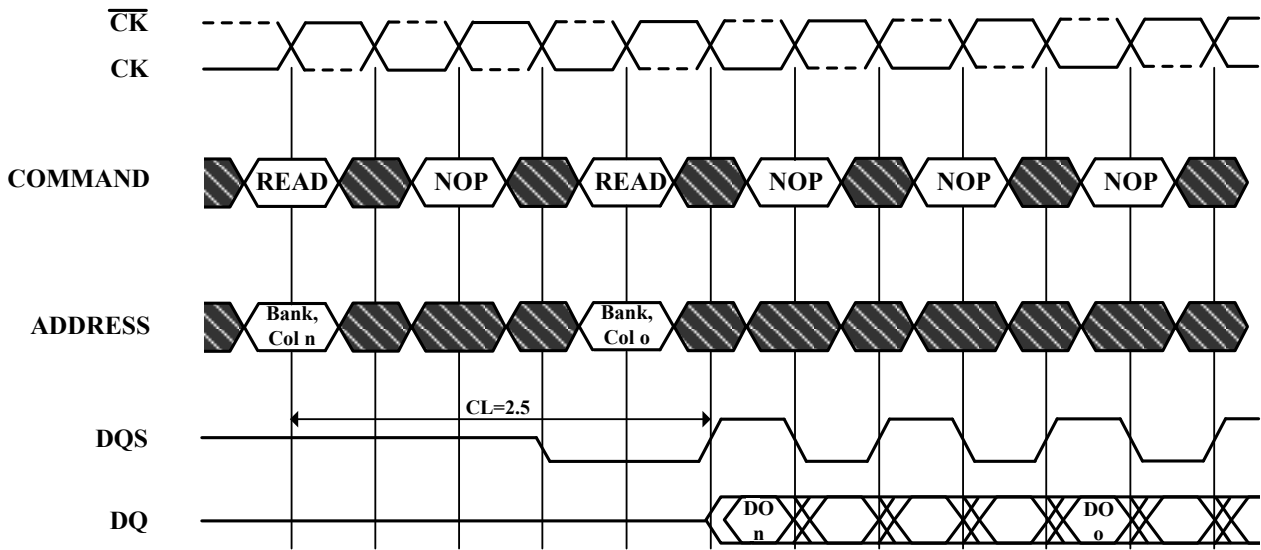 CK
CK
COMMAND
READ
NOP
READ
NOP
NOP
NOP
ADDRESS
Bank,
Col n
Bank,
Col o
CL=2.5
DQS
DQ
DO
n
DO
o